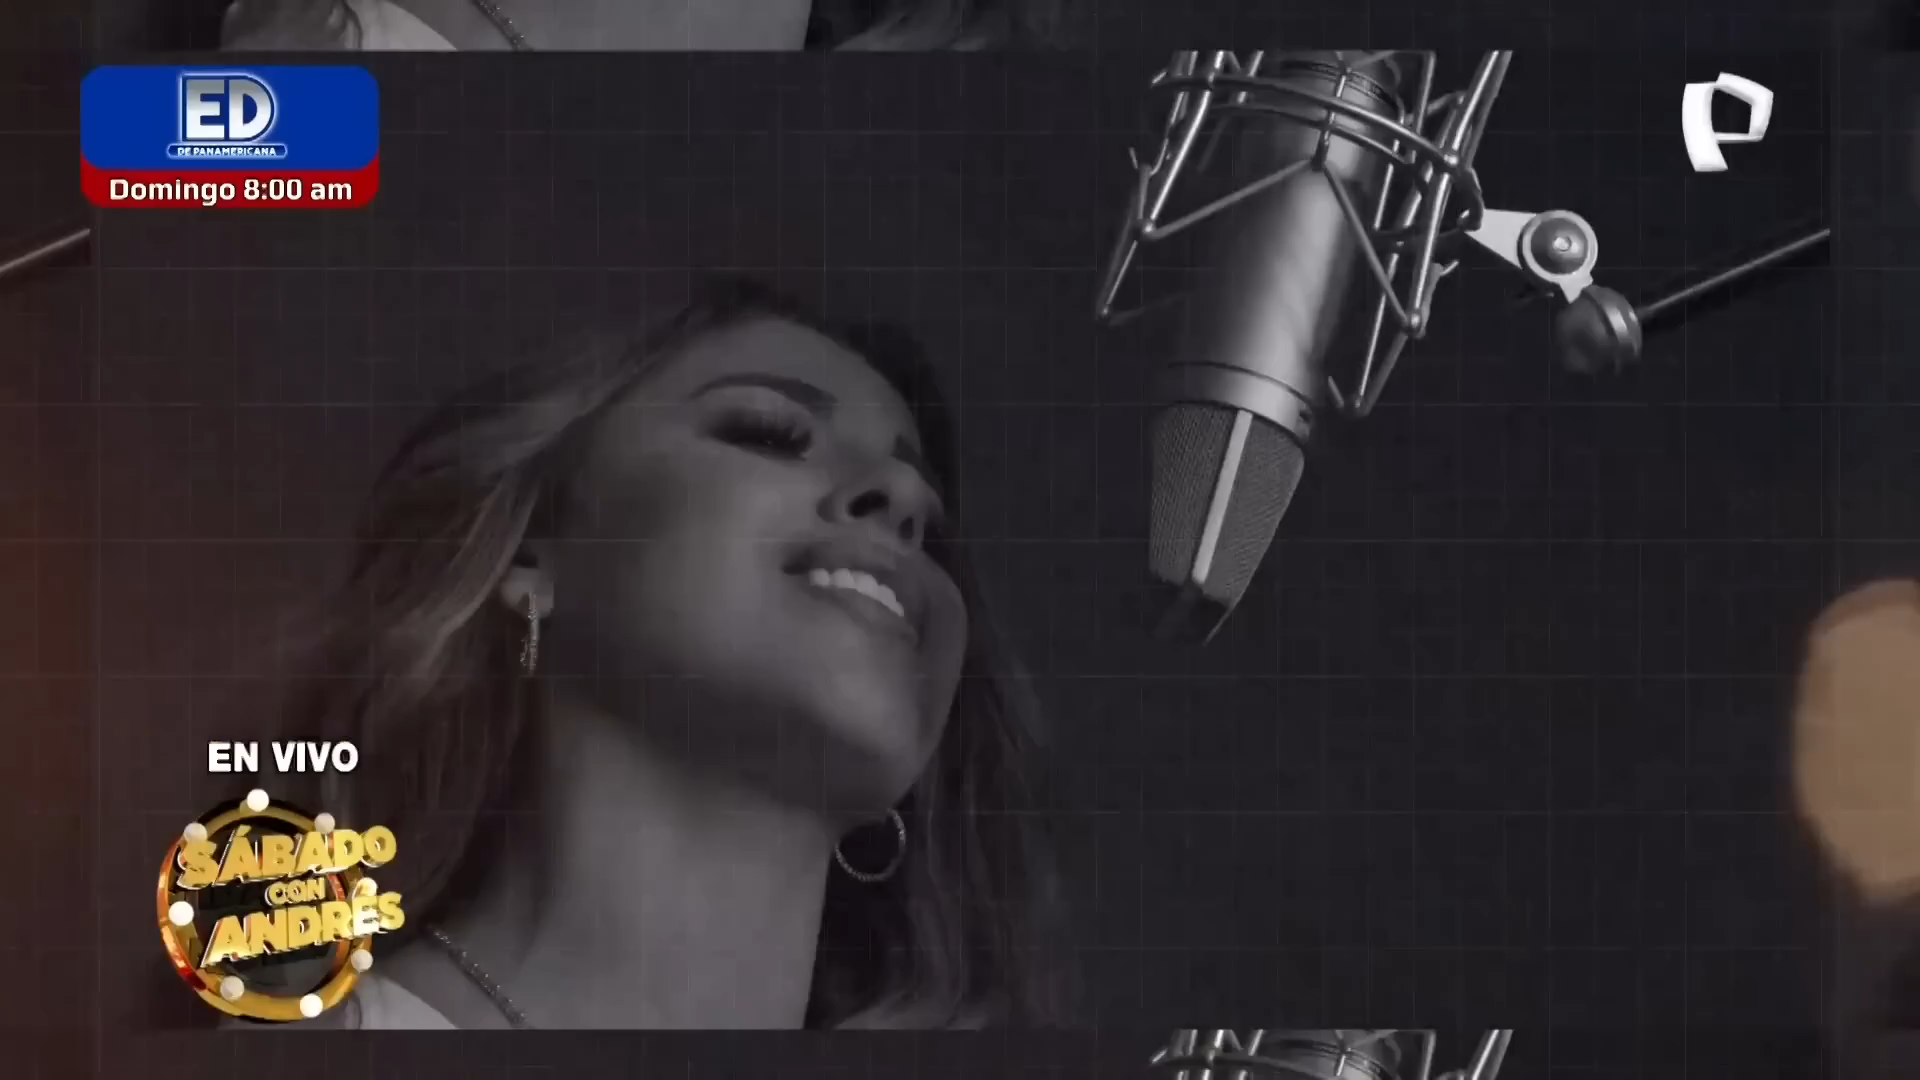 ED
DE PANAMERICANA
Domingo 8:00 am
EN VIVO
SÁBADO
CON
ANDRÉS